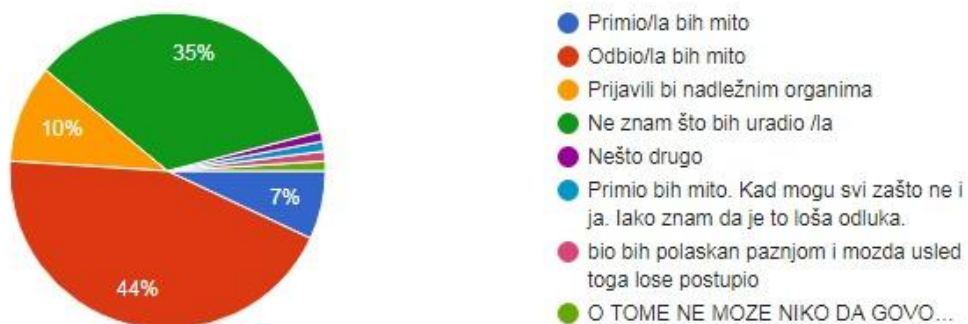 35%
10%
7%
44%
Primio/la bih mito
Odbio/la bih mito
Prijavili bi nadležnim organima
Ne znam što bih uradio /la
Nešto drugo
Primio bih mito. Kad mogu svi zašto ne i
ja. Iako znam da je to loša odluka.
bio bih polaskan paznjom i mozda usled
toga lose postupio
O TOME NE MOZE NIKO DA GOVO...